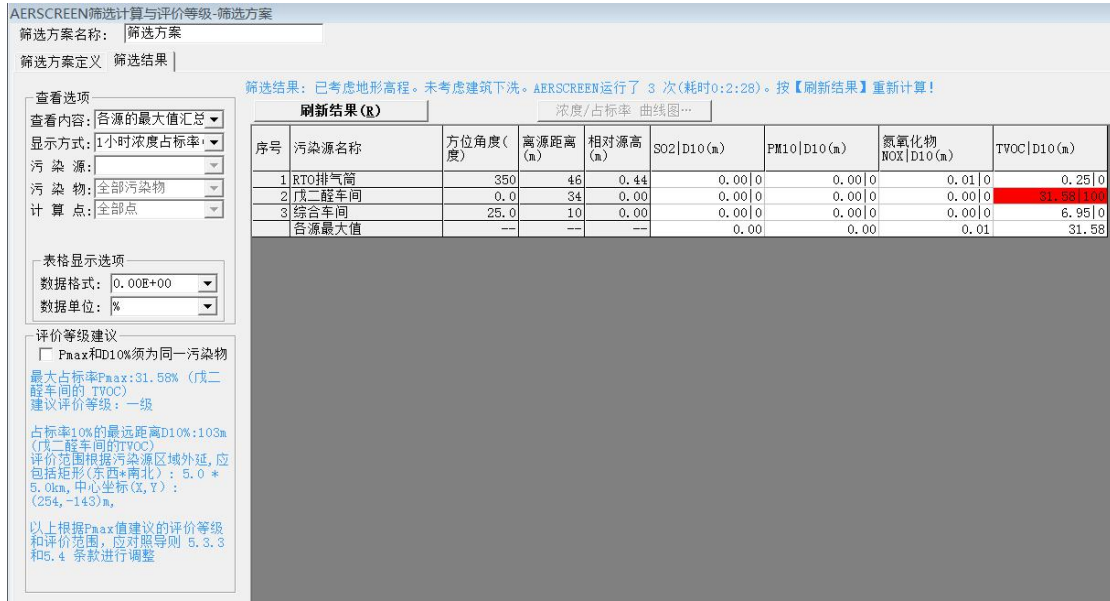 AERSCREEN筛选计算与评价等级-筛选方案
筛选方案名称: 筛选方案
筛选方案定义 筛选结果
筛选结果: 已考虑地形高程。未考虑建筑下洗。AERSCREEN运行了 3 次(耗时0:2:28)。按【刷新结果】重新计算!
查看选项
查看内容: 各源的最大值汇总
显示方式: 1小时浓度占标率
污 染 源:
污 染 物: 全部污染物
计 算 点: 全部点
表格显示选项
数据格式: 0.00E+00
数据单位: %
评价等级建议
Pmax和D10%须为同一污染物
最大占标率Pmax:31.58% (戊二
醛车间的 TVOC)
建议评价等级: 一级
占标率10%的最远距离D10%:103m
(戊二醛车间的TVOC)
评价范围根据污染源区域外延,应
包括矩形(东西*南北): 5.0 *
5.0km,中心坐标(X,Y):
(254,-143)m,
以上根据Pmax值建议的评价等级
和评价范围,应对照导则 5.3.3
和5.4 条款进行调整
刷新结果(R) 浓度/占标率 曲线图…
序号 污染源名称 方位角度(度) 离源距离(m) 相对源高(m) SO2|D10(m) PM10|D10(m) 氮氧化物NOX|D10(m) TVOC|D10(m)
1 RTO排气筒 350 46 0.44 0.00|0 0.00|0 0.01|0 0.25|0
2 戊二醛车间 0.0 34 0.00 0.00|0 0.00|0 0.00|0 31.58|100
3 综合车间 25.0 10 0.00 0.00|0 0.00|0 0.00|0 6.95|0
各源最大值 -- -- -- 0.00 0.00 0.01 31.58